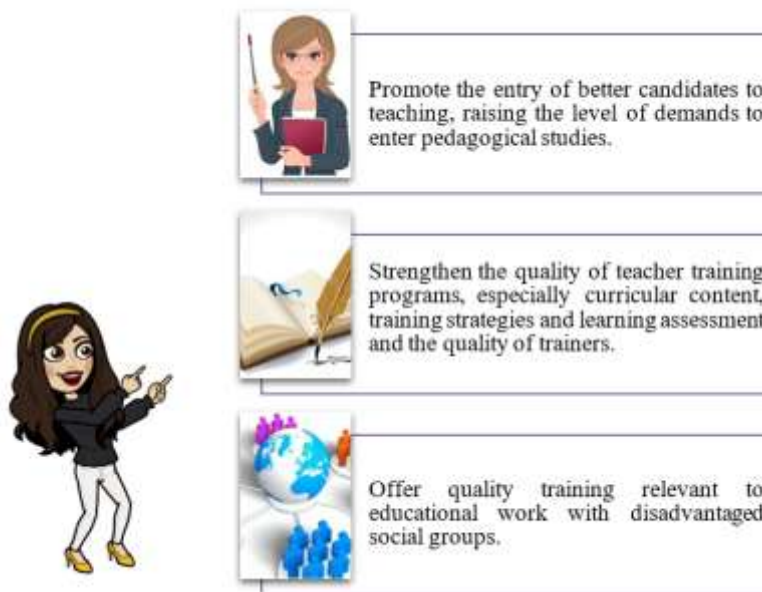 Promote the entry of better candidates to
teaching, raising the level of demands to
enter pedagogical studies.
Strengthen the quality of teacher training
programs, especially curricular content,
training strategies and learning assessment
and the quality of trainers.
Offer quality training relevant to
educational work with disadvantaged
social groups.